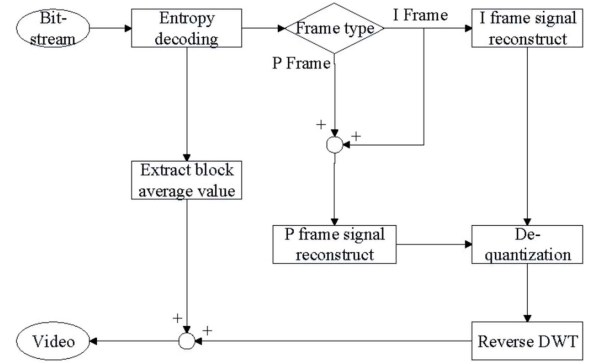 Bit-
stream
Entropy
decoding
Frame type
I Frame
I frame signal
reconstruct
P Frame
+
+
Extract block
average value
P frame signal
reconstruct
De-
quantization
+
+
Video
Reverse DWT